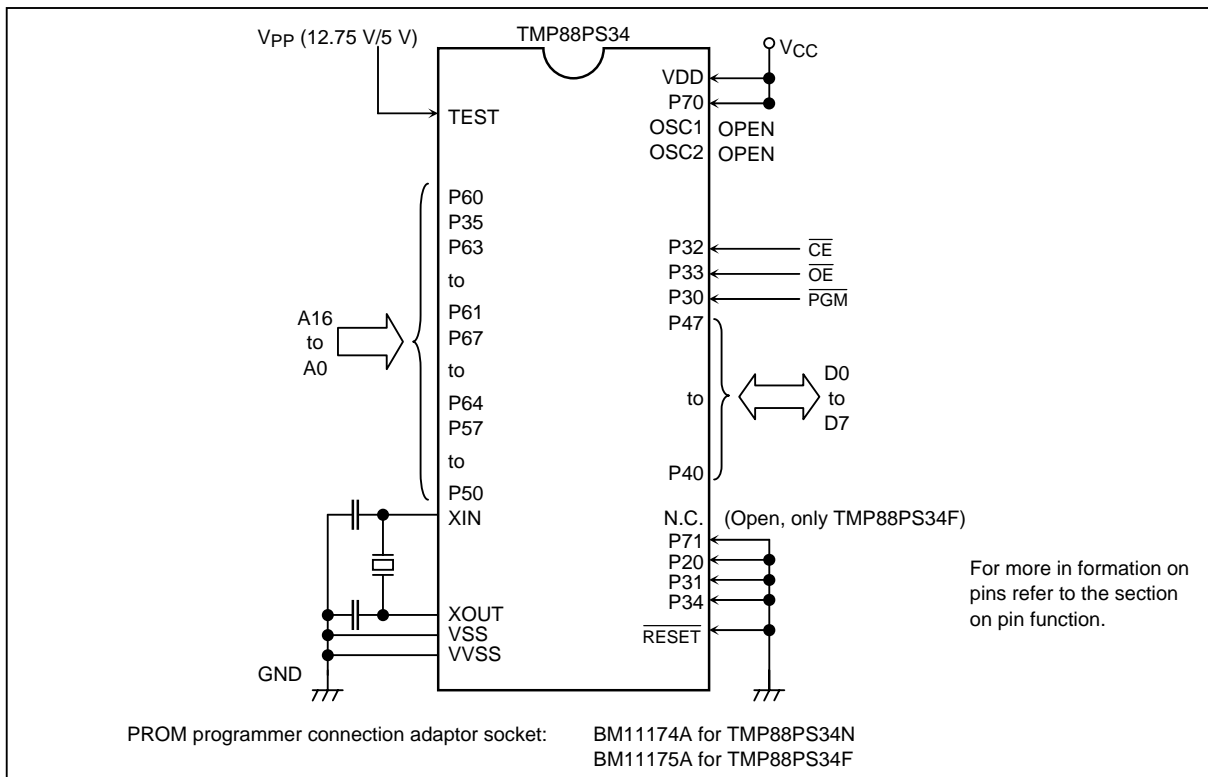 TMP88PS34
VPP (12.75 V/5 V)
TEST
P60
P35
P63
to
P61
P67
to
P64
P57
to
P50
A16
to
A0
XIN
XOUT
VSS
VVSS
GND
VCC
VDD
P70
OSC1 OPEN
OSC2 OPEN
P32 CE
P33 OE
P30 PGM
P47
to
P40
D0
to
D7
N.C. (Open, only TMP88PS34F)
P71
P20
P31
P34
RESET
For more in formation on
pins refer to the section
on pin function.
PROM programmer connection adaptor socket: BM11174A for TMP88PS34N
BM11175A for TMP88PS34F